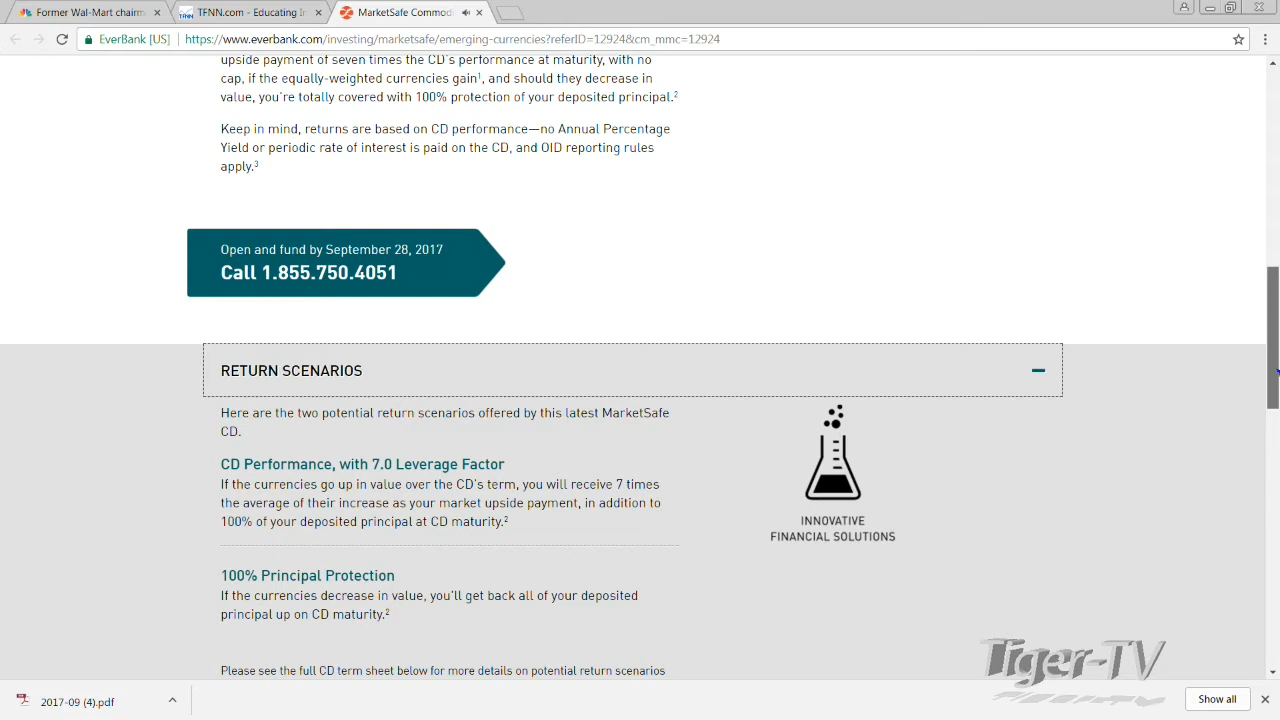 Former Wal-Mart chairm
TFNN.com - Educating In
MarketSafe Commodi
EverBank [US]
https://www.everbank.com/investing/marketsafe/emerging-currencies?referID=12924&cm_mmc=12924
upside payment of seven times the CD's performance at maturity, with no
cap, if the equally-weighted currencies gain¹, and should they decrease in
value, you're totally covered with 100% protection of your deposited principal.²
Keep in mind, returns are based on CD performance—no Annual Percentage
Yield or periodic rate of interest is paid on the CD, and OID reporting rules
apply.³
Open and fund by September 28, 2017
Call 1.855.750.4051
RETURN SCENARIOS
Here are the two potential return scenarios offered by this latest MarketSafe
CD.
CD Performance, with 7.0 Leverage Factor
If the currencies go up in value over the CD's term, you will receive 7 times
the average of their increase as your market upside payment, in addition to
100% of your deposited principal at CD maturity.²
INNOVATIVE
FINANCIAL SOLUTIONS
100% Principal Protection
If the currencies decrease in value, you'll get back all of your deposited
principal up on CD maturity.²
Please see the full CD term sheet below for more details on potential return scenarios
Tiger-TV
2017-09 (4).pdf
Show all